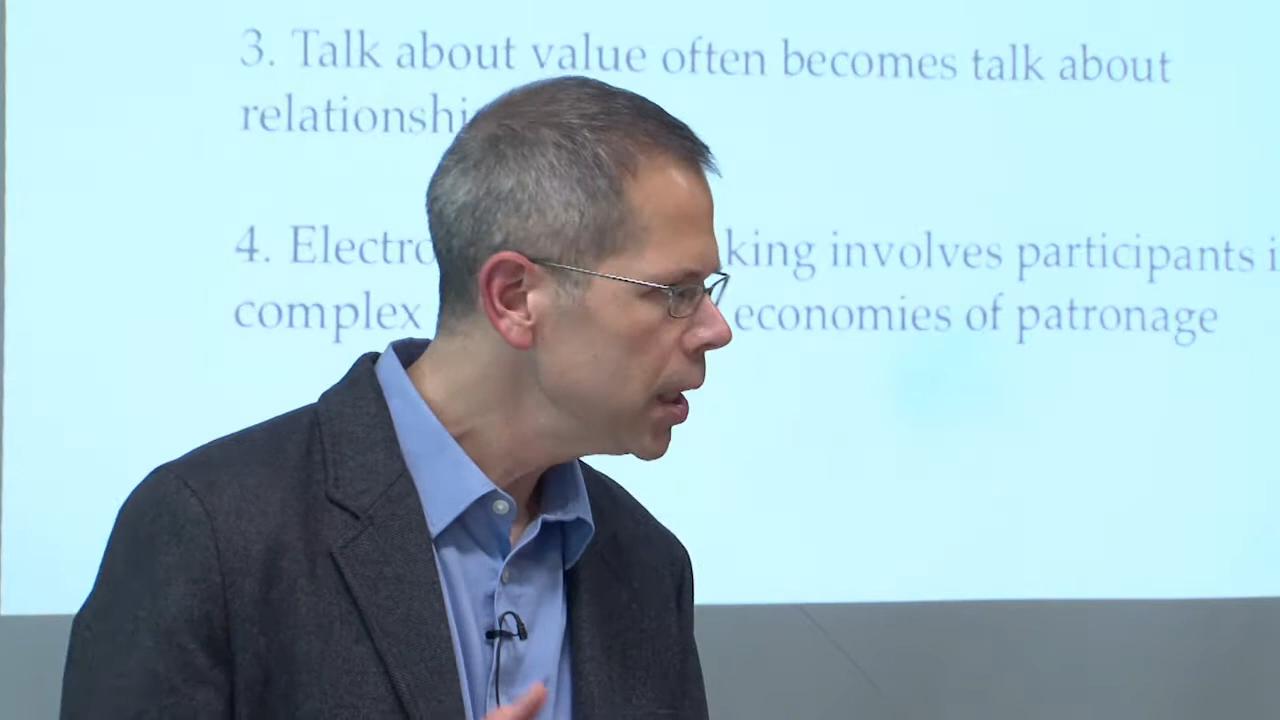 3. Talk about value often becomes talk about
relationshi
4. Electro king involves participants i
complex economies of patronage